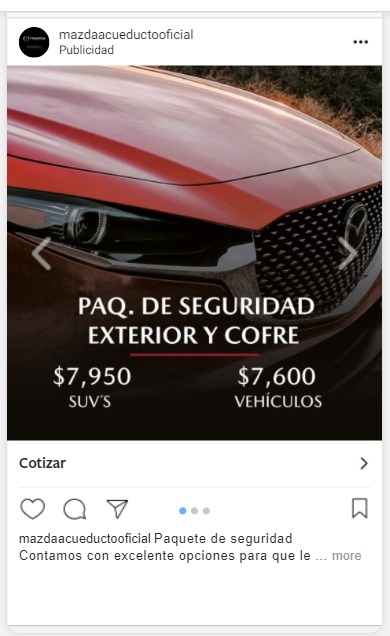 mazdaacueductooficial
Publicidad
PAQ. DE SEGURIDAD
EXTERIOR Y COFRE
$7,950
$7,600
SUV´S
VEHÍCULOS
Cotizar
mazdaacueductooficial Paquete de seguridad
Contamos con excelente opciones para que le ... more